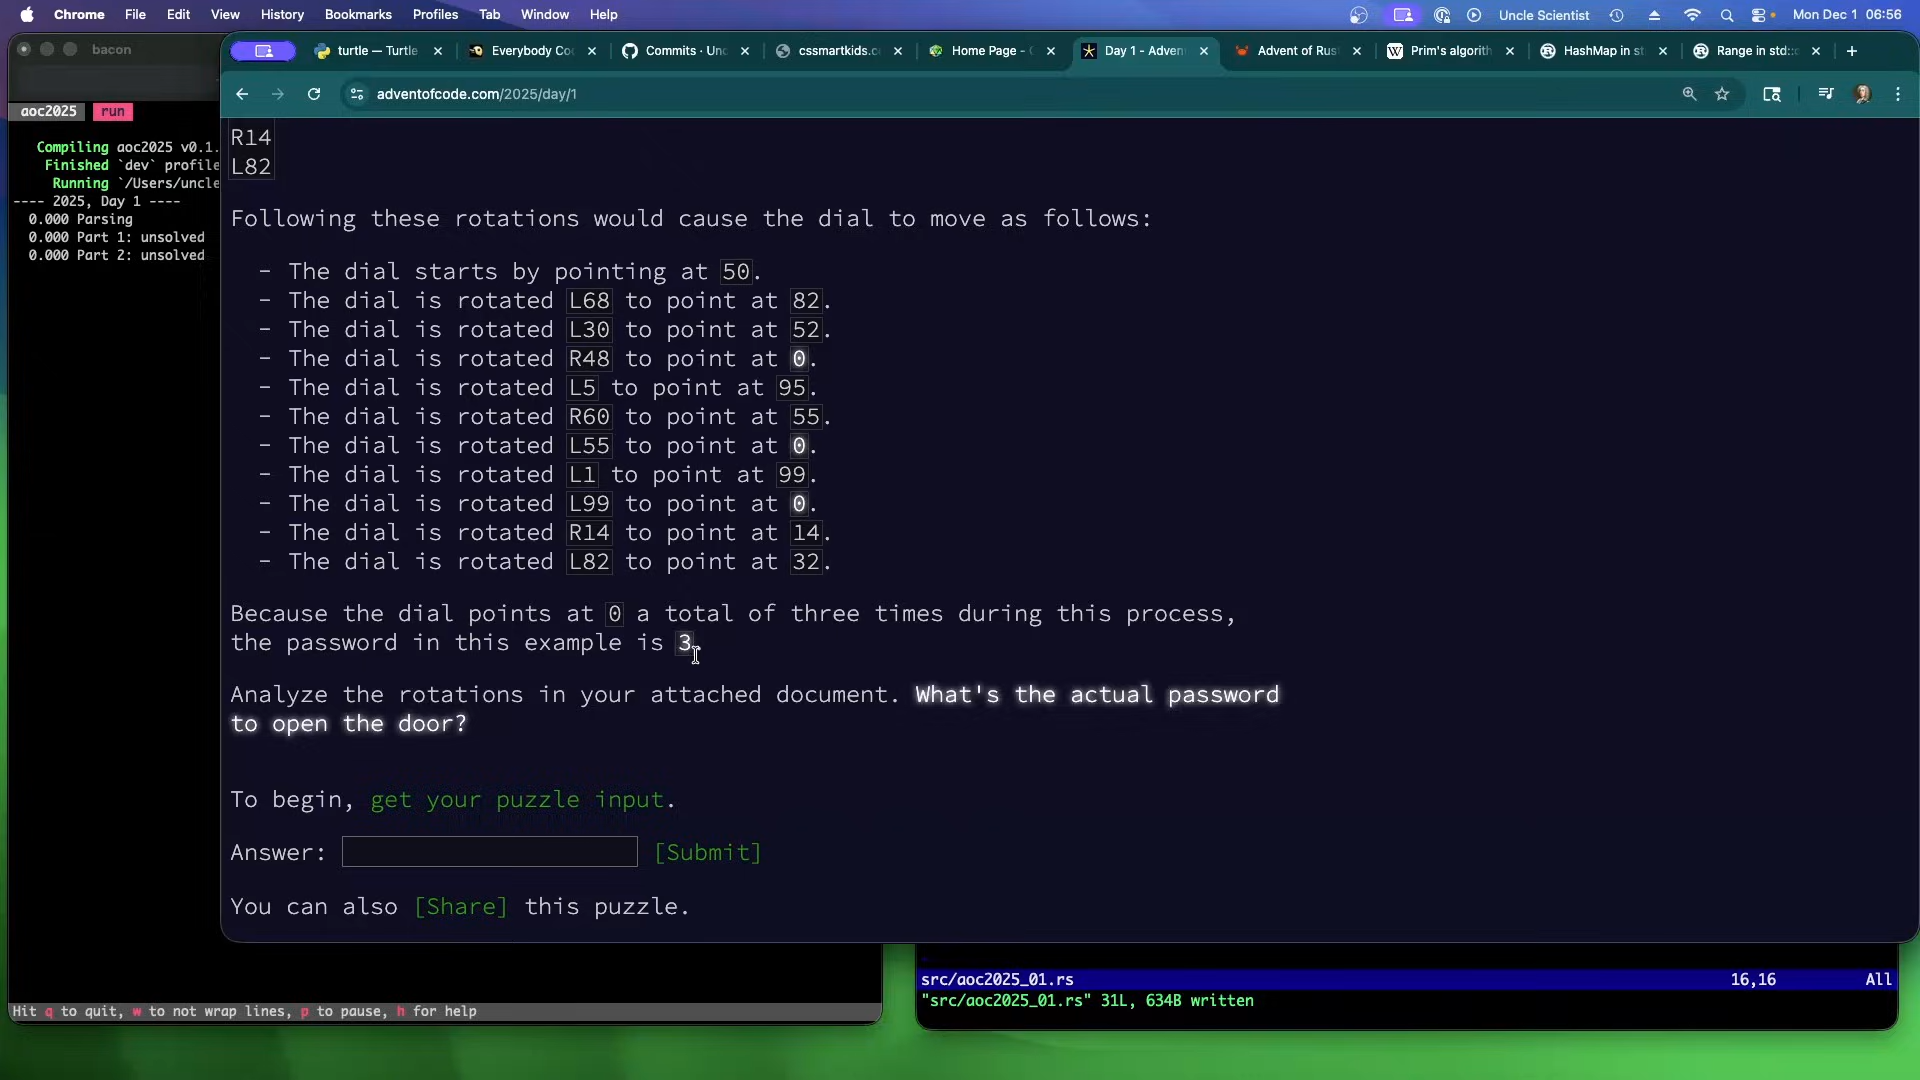 Chrome File Edit View History Bookmarks Profiles Tab Window Help Uncle Scientist Mon Dec 1 06:56
bacon
turtle — Turtle Everybody Co Commits · Unc cssmartkids.c Home Page - Day 1 - Adven Advent of Rus Prim's algorith HashMap in s Range in std::
adventofcode.com/2025/day/1
aoc2025 run
Compiling aoc2025 v0.1.
Finished `dev` profile
Running `/Users/uncle
---- 2025, Day 1 ----
0.000 Parsing
0.000 Part 1: unsolved
0.000 Part 2: unsolved
R14
L82
Following these rotations would cause the dial to move as follows:
- The dial starts by pointing at 50.
- The dial is rotated L68 to point at 82.
- The dial is rotated L30 to point at 52.
- The dial is rotated R48 to point at 0.
- The dial is rotated L5 to point at 95.
- The dial is rotated R60 to point at 55.
- The dial is rotated L55 to point at 0.
- The dial is rotated L1 to point at 99.
- The dial is rotated L99 to point at 0.
- The dial is rotated R14 to point at 14.
- The dial is rotated L82 to point at 32.
Because the dial points at 0 a total of three times during this process,
the password in this example is 3.
Analyze the rotations in your attached document. What's the actual password
to open the door?
To begin, get your puzzle input.
Answer: [Submit]
You can also [Share] this puzzle.
src/aoc2025_01.rs 16,16 All
"src/aoc2025_01.rs" 31L, 634B written
Hit q to quit, w to not wrap lines, p to pause, h for help